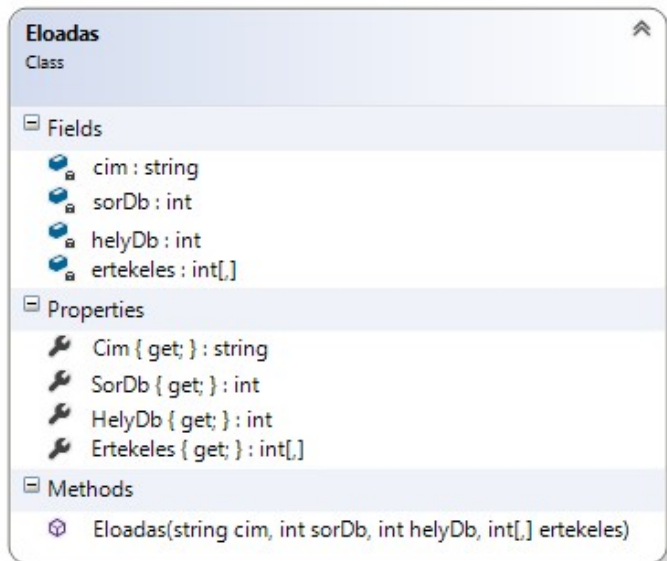 Eloadas
Class
Fields
cim : string
sorDb : int
helyDb : int
ertekeles : int[,]
Properties
Cim { get; } : string
SorDb { get; } : int
HelyDb { get; } : int
Ertekeles { get; } : int[,]
Methods
Eloadas(string cim, int sorDb, int helyDb, int[,] ertekeles)